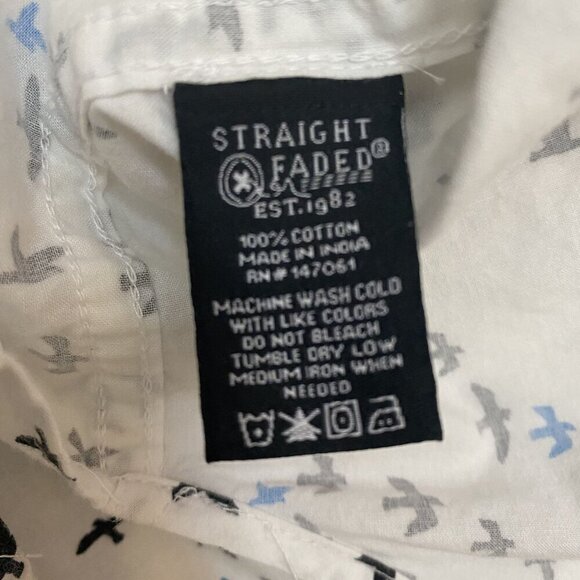 STRAIGHT
FADED®
EST.1982
100% COTTON
MADE IN INDIA
RN# 147061
MACHINE WASH COLD
WITH LIKE COLORS
DO NOT BLEACH
TUMBLE DRY LOW
MEDIUM IRON WHEN
NEEDED